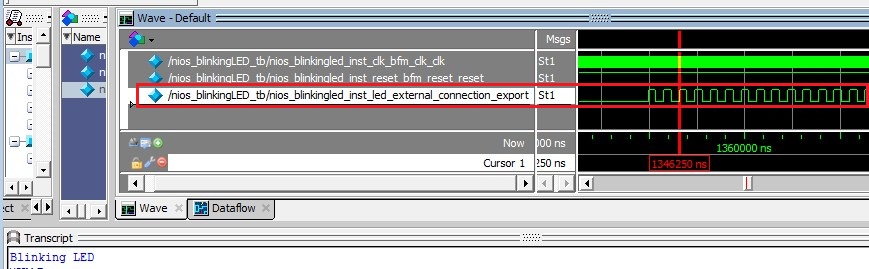 Wave - Default
Ins
Name
Msgs
n
n
n
/nios_blinkingLED_tb/nios_blinkingled_inst_clk_bfm_clk_clk St1
/nios_blinkingLED_tb/nios_blinkingled_inst_reset_bfm_reset_reset St1
/nios_blinkingLED_tb/nios_blinkingled_inst_led_external_connection_export St1
Now 000 ns 1360000 ns
Cursor 1 250 ns 1346250 ns
ect
Wave
Dataflow
Transcript
Blinking LED